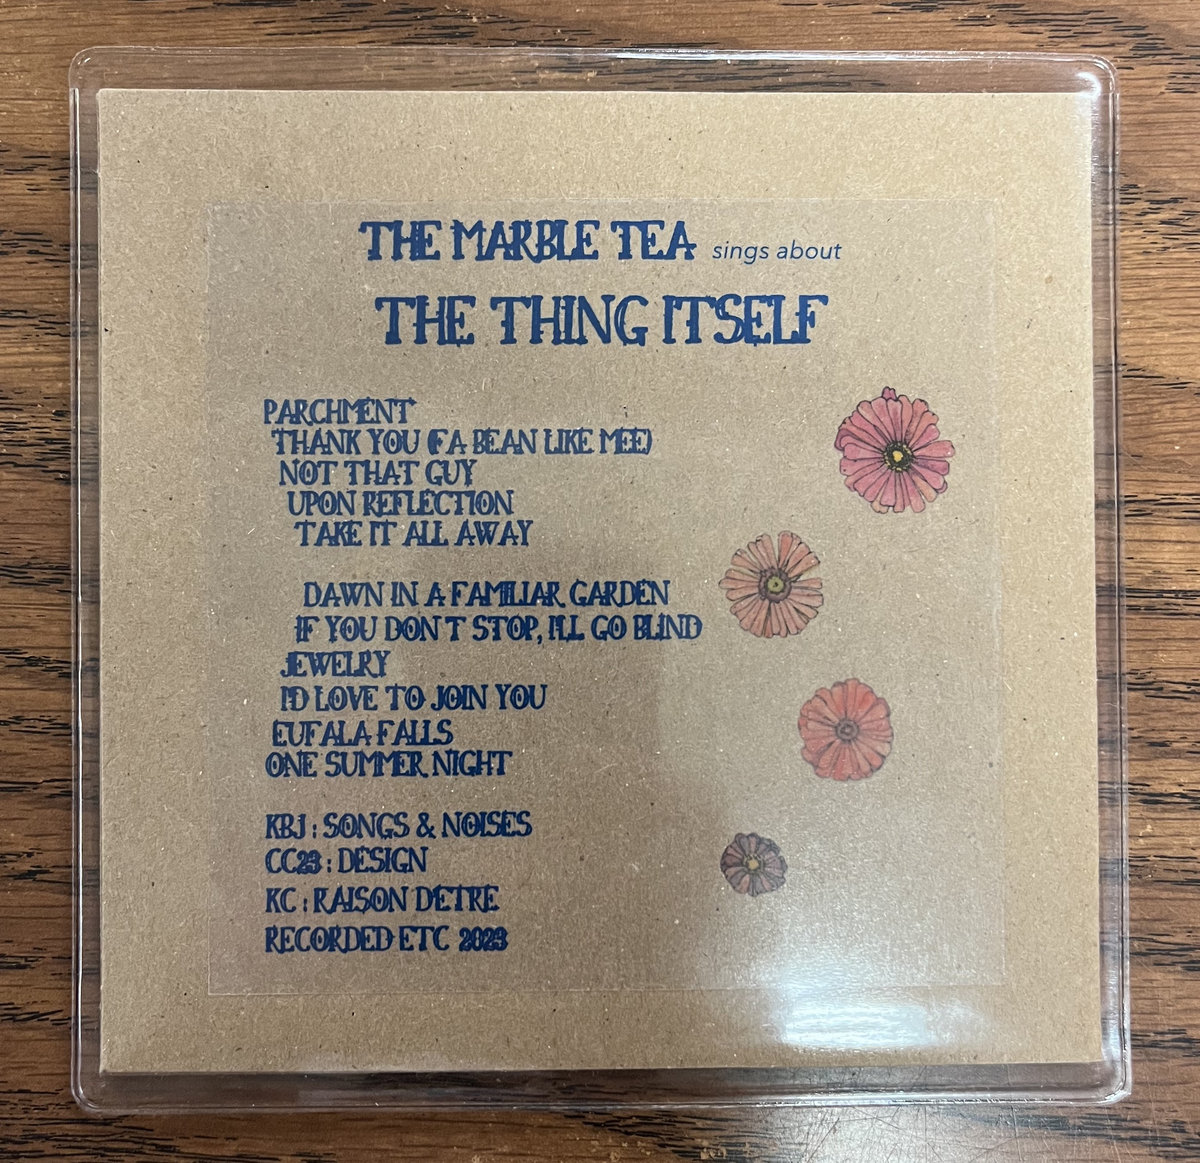 THE MARBLE TEA sings about
THE THING ITSELF
PARCHMENT
THANK YOU (FA BEAN LIKE MEE)
NOT THAT GUY
UPON REFLECTION
TAKE IT ALL AWAY
DAWN IN A FAMILIAR GARDEN
IF YOU DON'T STOP, I'LL GO BLIND
JEWELRY
I'D LOVE TO JOIN YOU
EUFALA FALLS
ONE SUMMER NIGHT
KBJ : SONGS & NOISES
CC23 : DESIGN
KC : RAISON D'ETRE
RECORDED ETC 2023